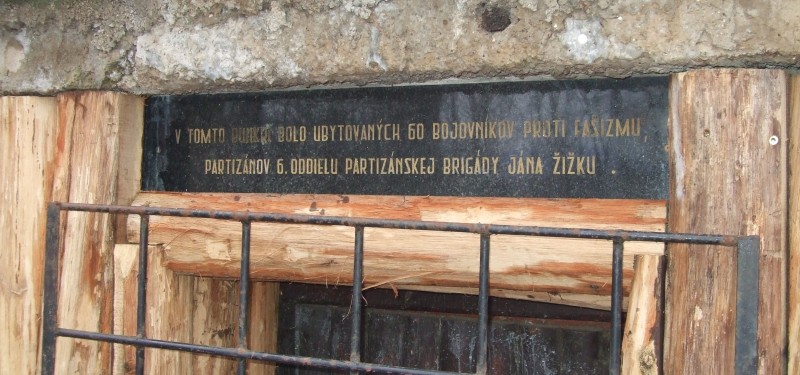 V TOMTO BUNKRI BOLO UBYTOVANÝCH 60 BOJOVNÍKOV PROTI FAŠIZMU,
PARTIZÁNOV 6. ODDIELU PARTIZÁNSKEJ BRIGÁDY JÁNA ŽIŽKU .